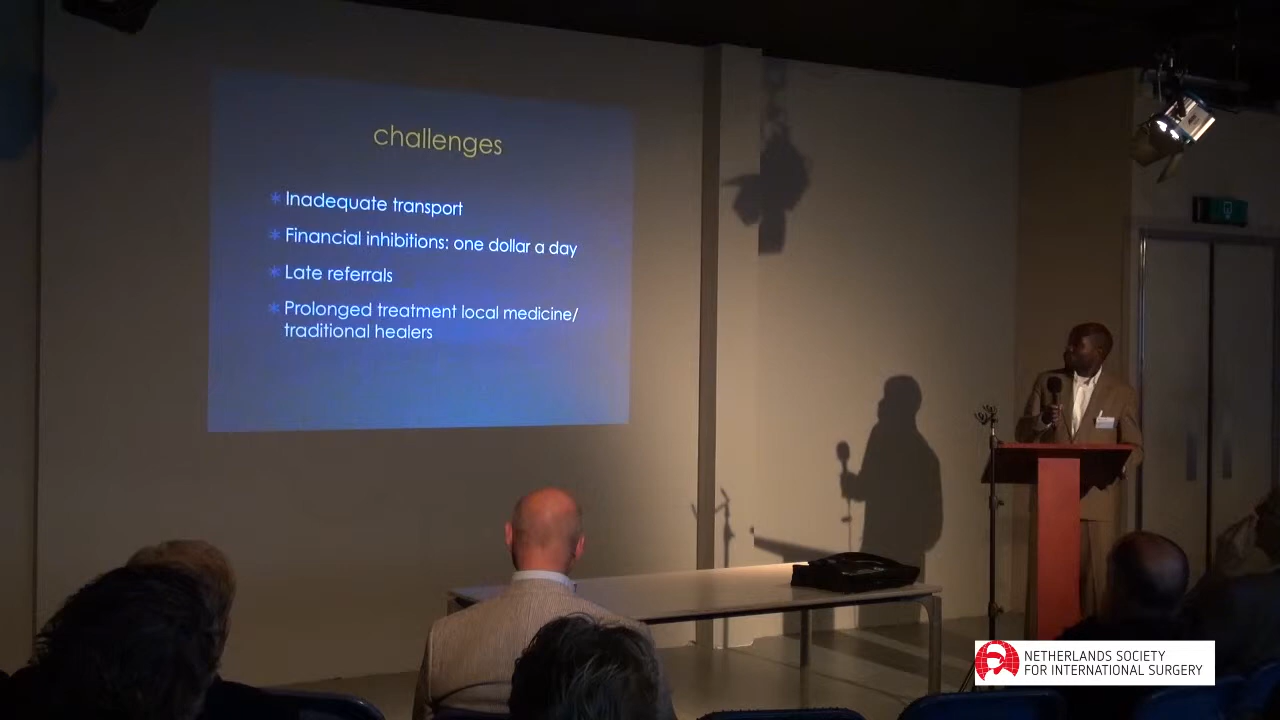 challenges
* Inadequate transport
* Financial inhibitions: one dollar a day
* Late referrals
* Prolonged treatment local medicine/
traditional healers
NETHERLANDS SOCIETY
FOR INTERNATIONAL SURGERY